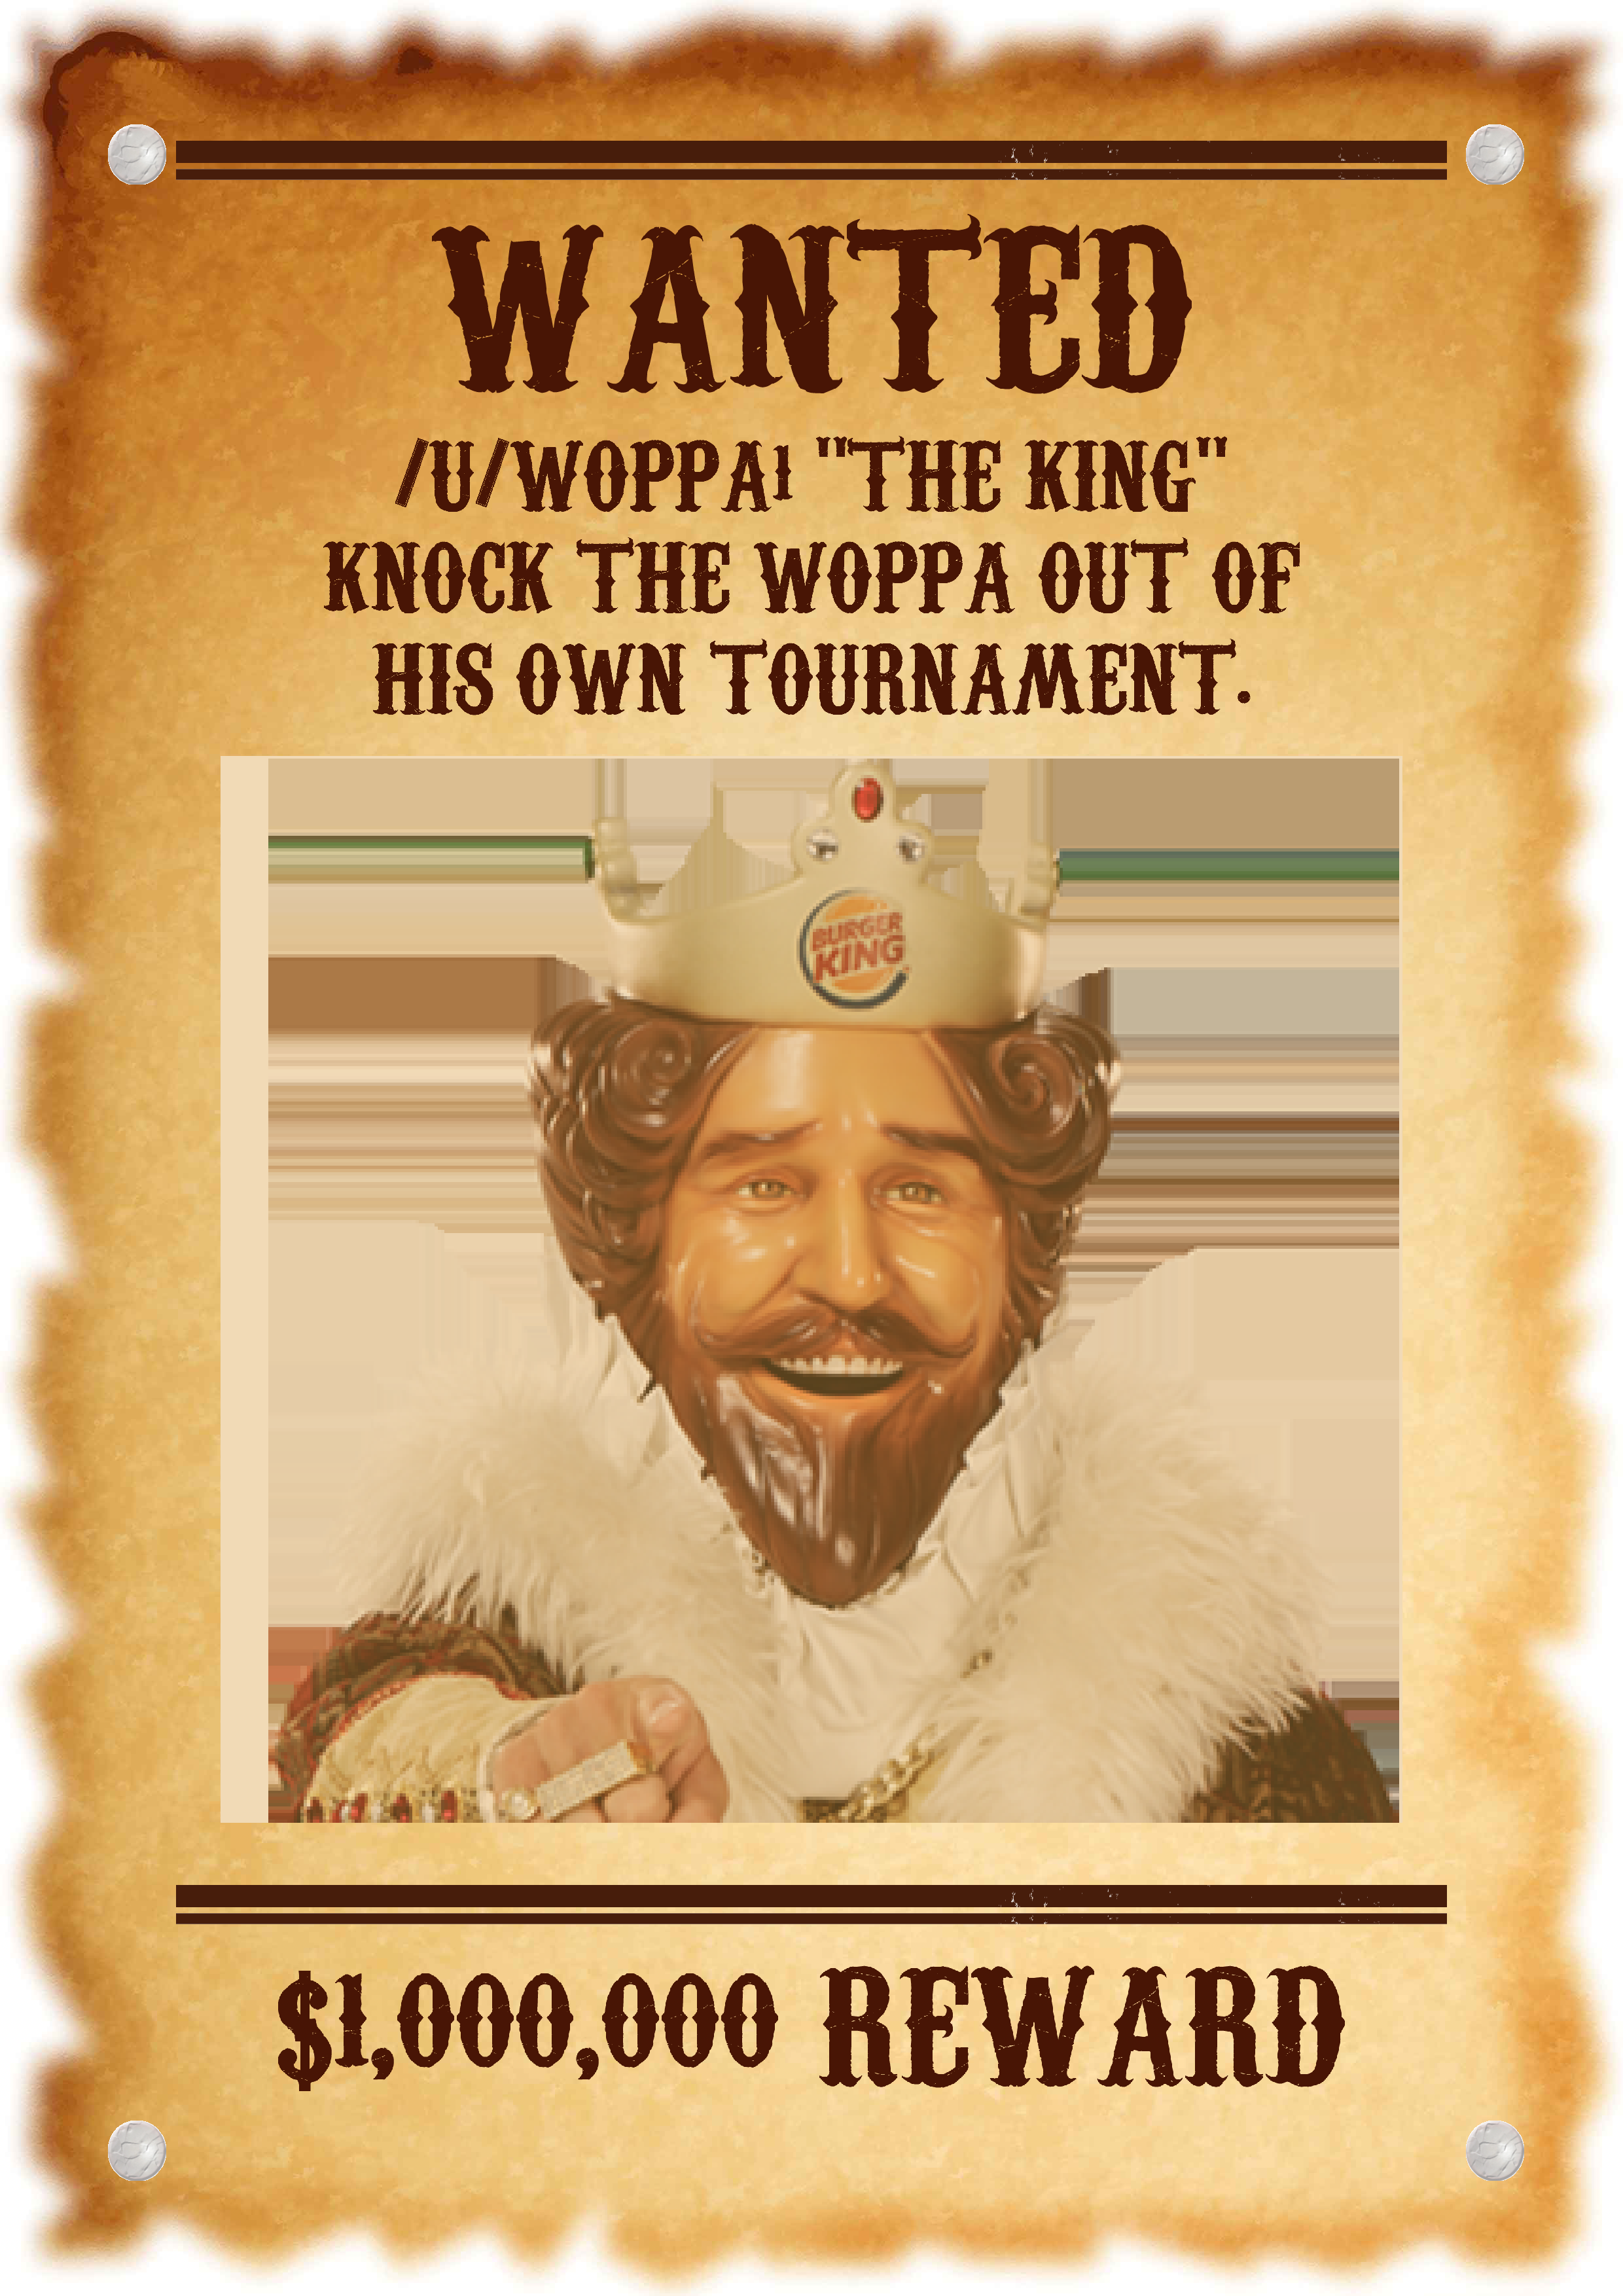 WANTED
/U/WOPPA1 "THE KING"
KNOCK THE WOPPA OUT OF
HIS OWN TOURNAMENT.
BURGER
KING
$1,000,000 REWARD